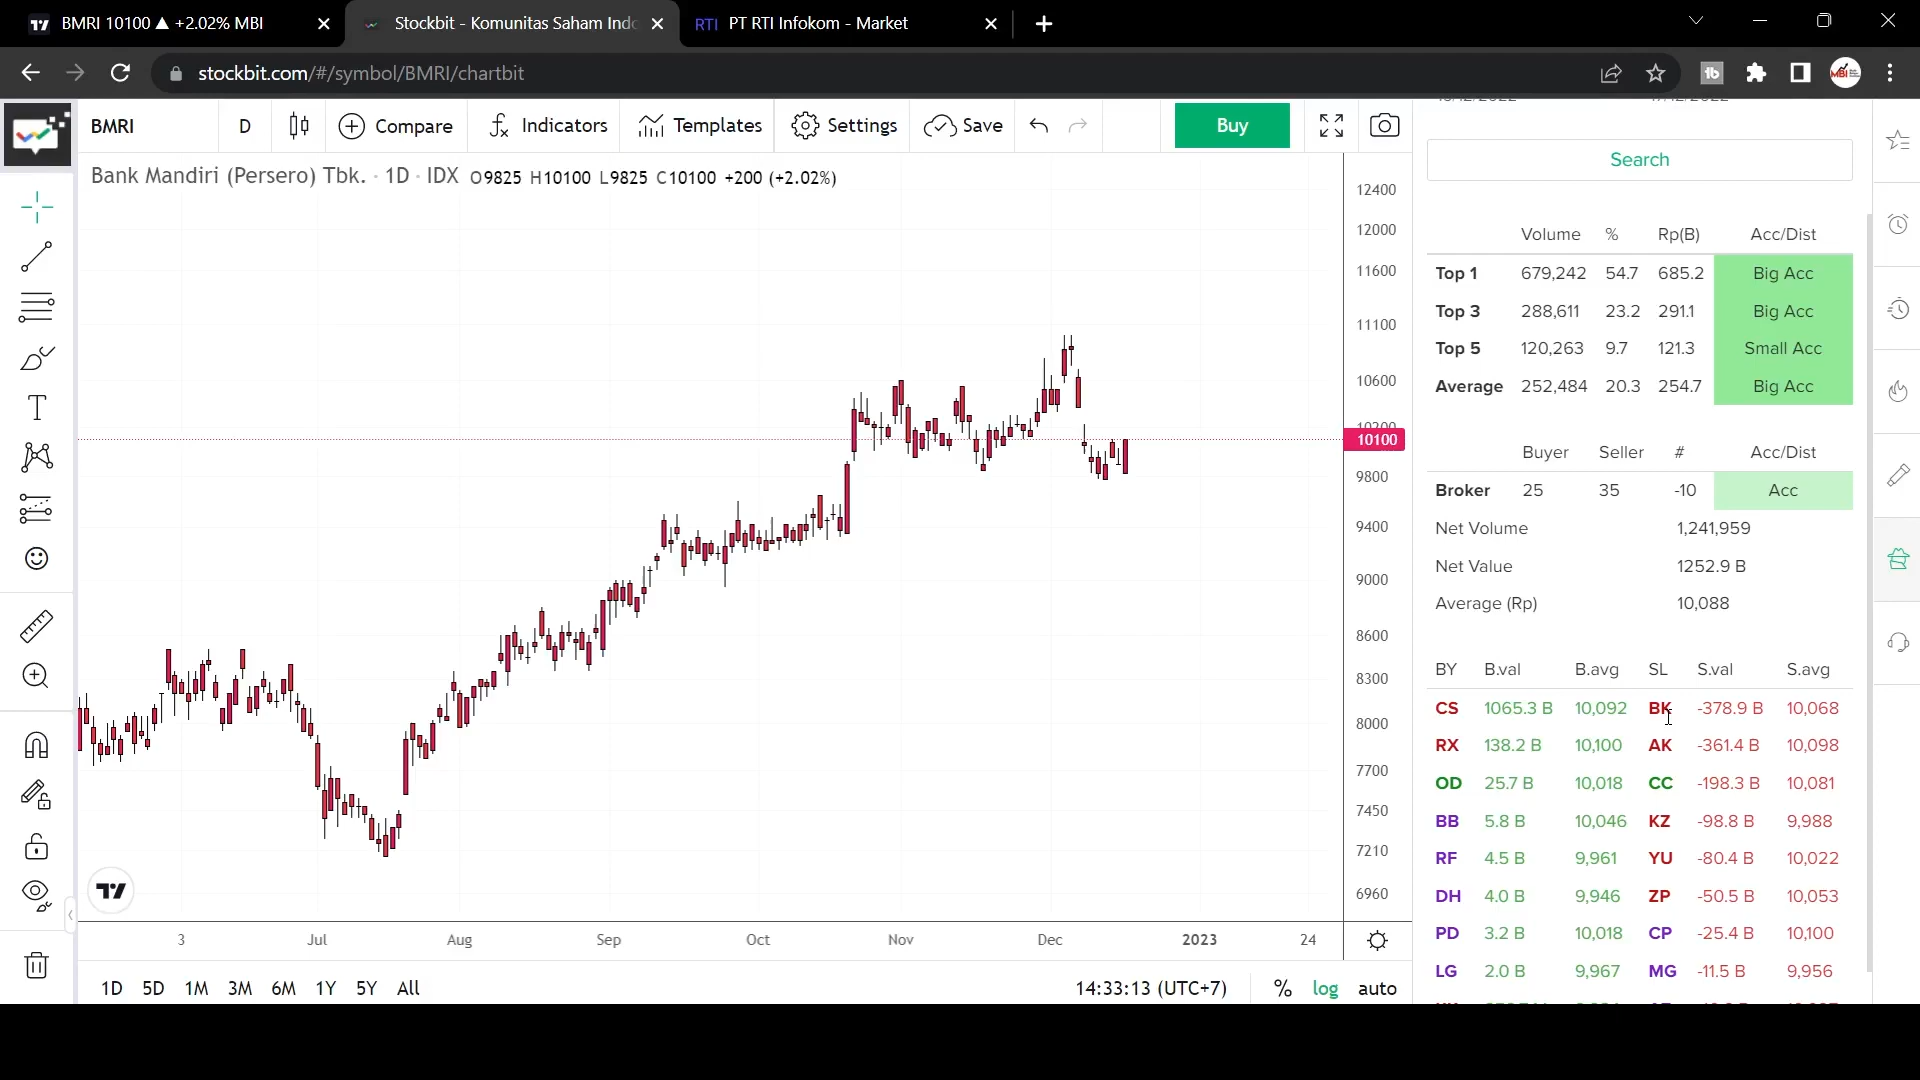 BMRI 10100 ▲ +2.02% MBI
Stockbit - Komunitas Saham Indo
RTI PT RTI Infokom - Market
stockbit.com/#/symbol/BMRI/chartbit
BMRI D Compare Indicators Templates Settings Save Buy
Bank Mandiri (Persero) Tbk. · 1D · IDX O9825 H10100 L9825 C10100 +200 (+2.02%)
12400
12000
11600
11100
10600
10200
10100
9800
9400
9000
8600
8300
8000
7700
7450
7210
6960
3 Jul Aug Sep Oct Nov Dec 2023 24
1D 5D 1M 3M 6M 1Y 5Y All 14:33:13 (UTC+7) % log auto
Search
Volume % Rp(B) Acc/Dist
Top 1 679,242 54.7 685.2 Big Acc
Top 3 288,611 23.2 291.1 Big Acc
Top 5 120,263 9.7 121.3 Small Acc
Average 252,484 20.3 254.7 Big Acc
Buyer Seller # Acc/Dist
Broker 25 35 -10 Acc
Net Volume 1,241,959
Net Value 1252.9 B
Average (Rp) 10,088
BY B.val B.avg SL S.val S.avg
CS 1065.3 B 10,092 BK -378.9 B 10,068
RX 138.2 B 10,100 AK -361.4 B 10,098
OD 25.7 B 10,018 CC -198.3 B 10,081
BB 5.8 B 10,046 KZ -98.8 B 9,988
RF 4.5 B 9,961 YU -80.4 B 10,022
DH 4.0 B 9,946 ZP -50.5 B 10,053
PD 3.2 B 10,018 CP -25.4 B 10,100
LG 2.0 B 9,967 MG -11.5 B 9,956